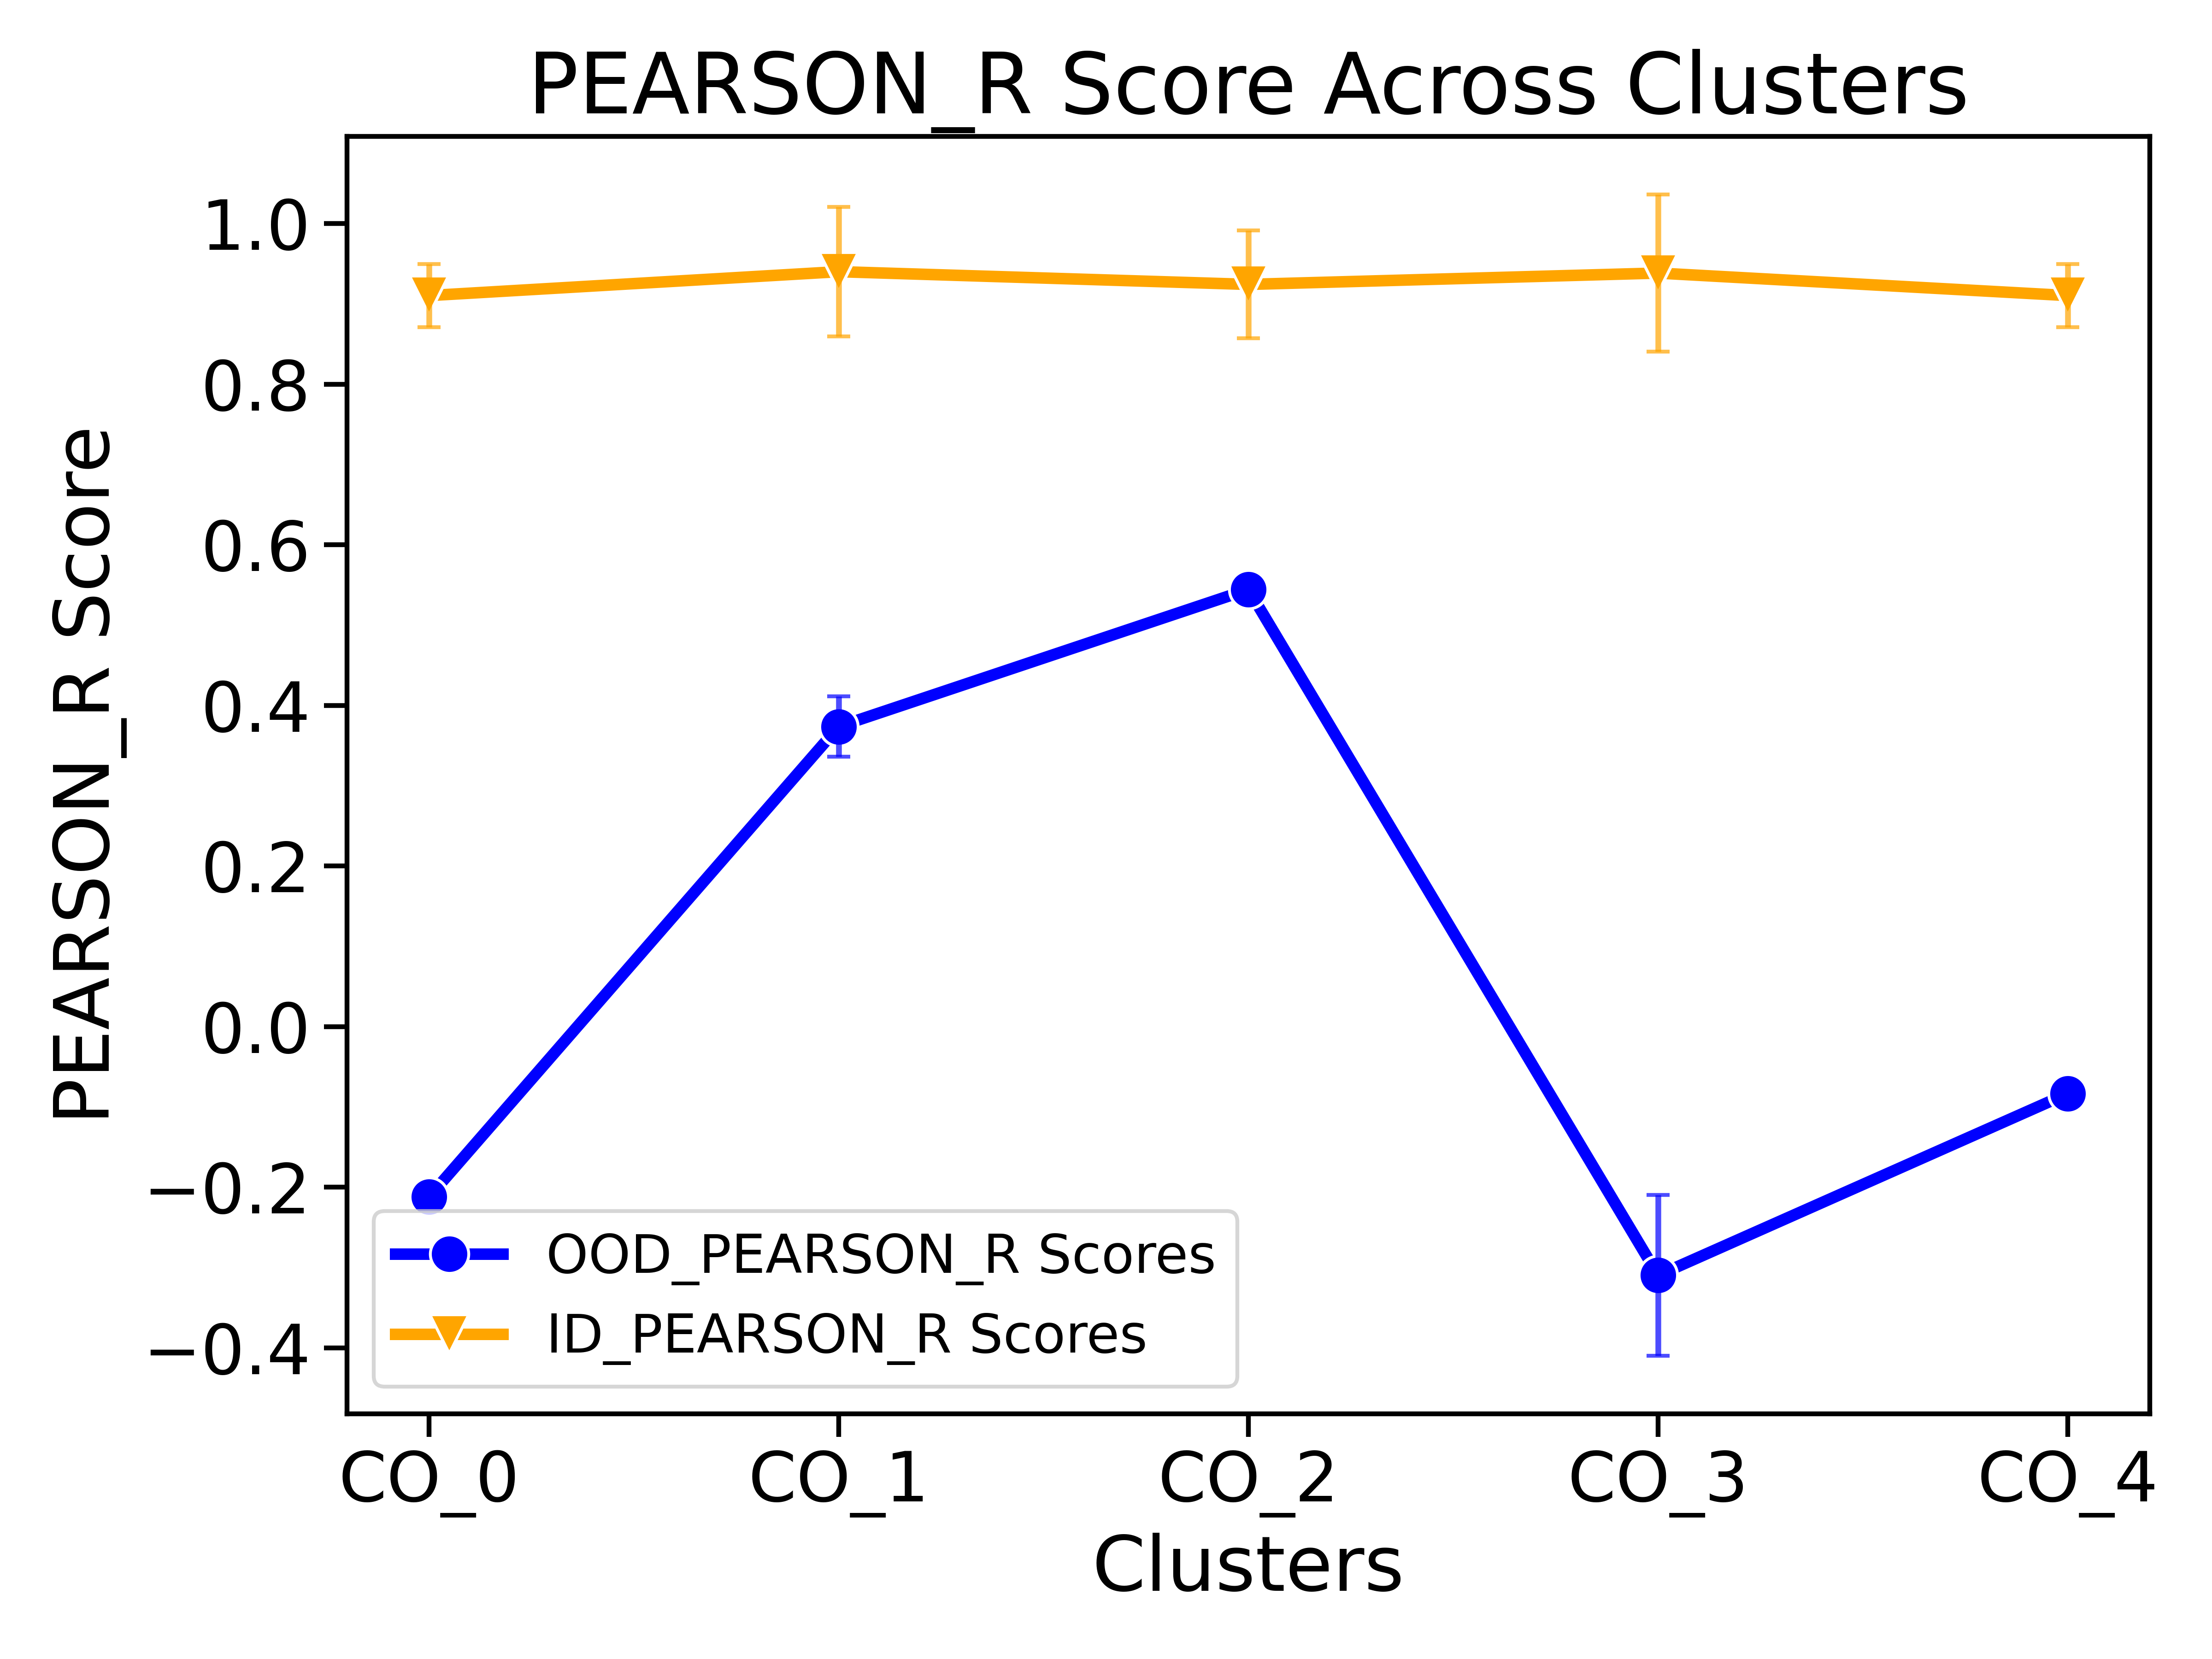 PEARSON_R Score Across Clusters
PEARSON_R Score
1.0
0.8
0.6
0.4
0.2
0.0
−0.2
−0.4
OOD_PEARSON_R Scores
ID_PEARSON_R Scores
CO_0 CO_1 CO_2 CO_3 CO_4
Clusters